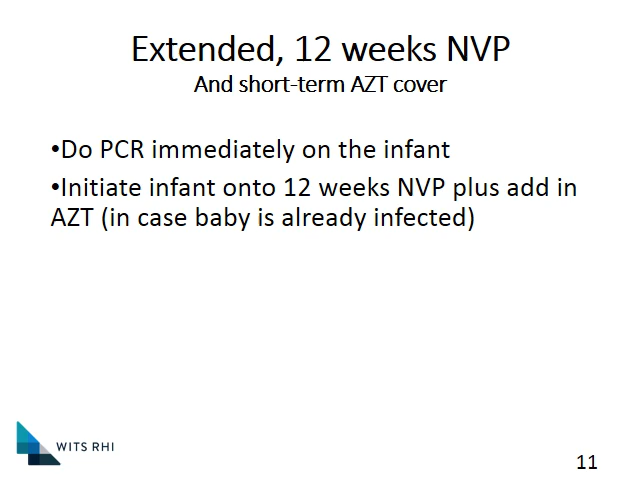 Extended, 12 weeks NVP
And short-term AZT cover
•Do PCR immediately on the infant
•Initiate infant onto 12 weeks NVP plus add in
AZT (in case baby is already infected)
WITS RHI
11